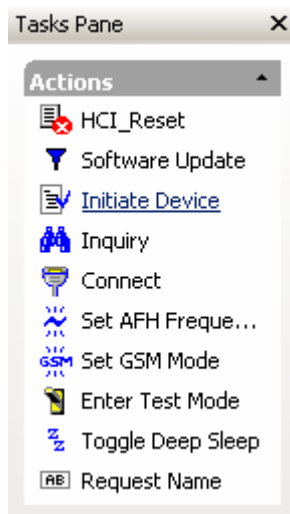 Tasks Pane
Actions
HCI_Reset
Software Update
Initiate Device
Inquiry
Connect
Set AFH Freque...
GSM Set GSM Mode
Enter Test Mode
zz Toggle Deep Sleep
AB Request Name